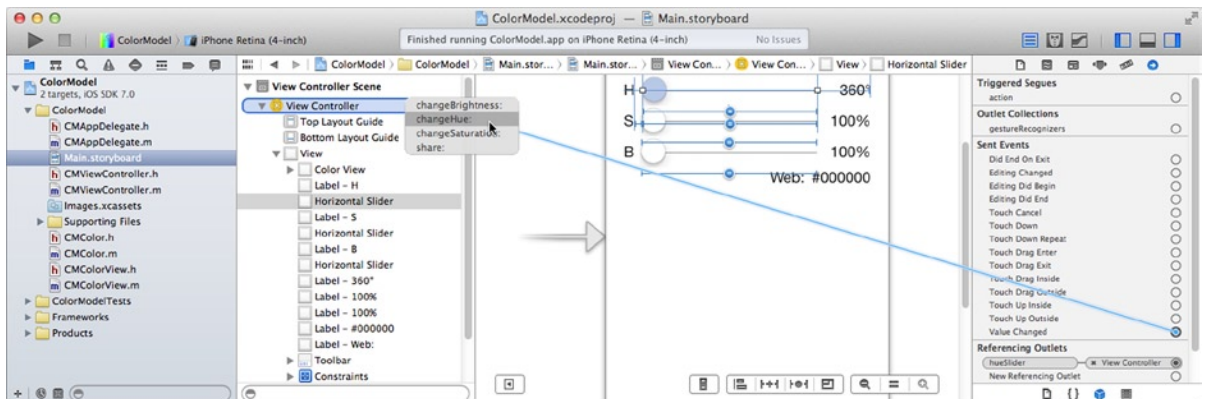 ColorModel.xcodeproj — Main.storyboard
ColorModel iPhone Retina (4-inch)
Finished running ColorModel.app on iPhone Retina (4-inch) No Issues
ColorModel ColorModel Main.stor... Main.stor... View Con... View Con... View Horizontal Slider
ColorModel
2 targets, iOS SDK 7.0
ColorModel
CMAppDelegate.h
CMAppDelegate.m
Main.storyboard
CMViewController.h
CMViewController.m
Images.xcassets
Supporting Files
CMColor.h
CMColor.m
CMColorView.h
CMColorView.m
ColorModelTests
Frameworks
Products
View Controller Scene
View Controller
Top Layout Guide
Bottom Layout Guide
View
Color View
Label – H
Horizontal Slider
Label – S
Horizontal Slider
Label – B
Horizontal Slider
Label – 360°
Label – 100%
Label – 100%
Label – #000000
Label – Web:
Toolbar
Constraints
changeBrightness:
changeHue:
changeSaturation:
share:
H 360°
S 100%
B 100%
Web: #000000
Triggered Segues
action
Outlet Collections
gestureRecognizers
Sent Events
Did End On Exit
Editing Changed
Editing Did Begin
Editing Did End
Touch Cancel
Touch Down
Touch Down Repeat
Touch Drag Enter
Touch Drag Exit
Touch Drag Inside
Touch Drag Outside
Touch Up Inside
Touch Up Outside
Value Changed
Referencing Outlets
hueSlider View Controller
New Referencing Outlet